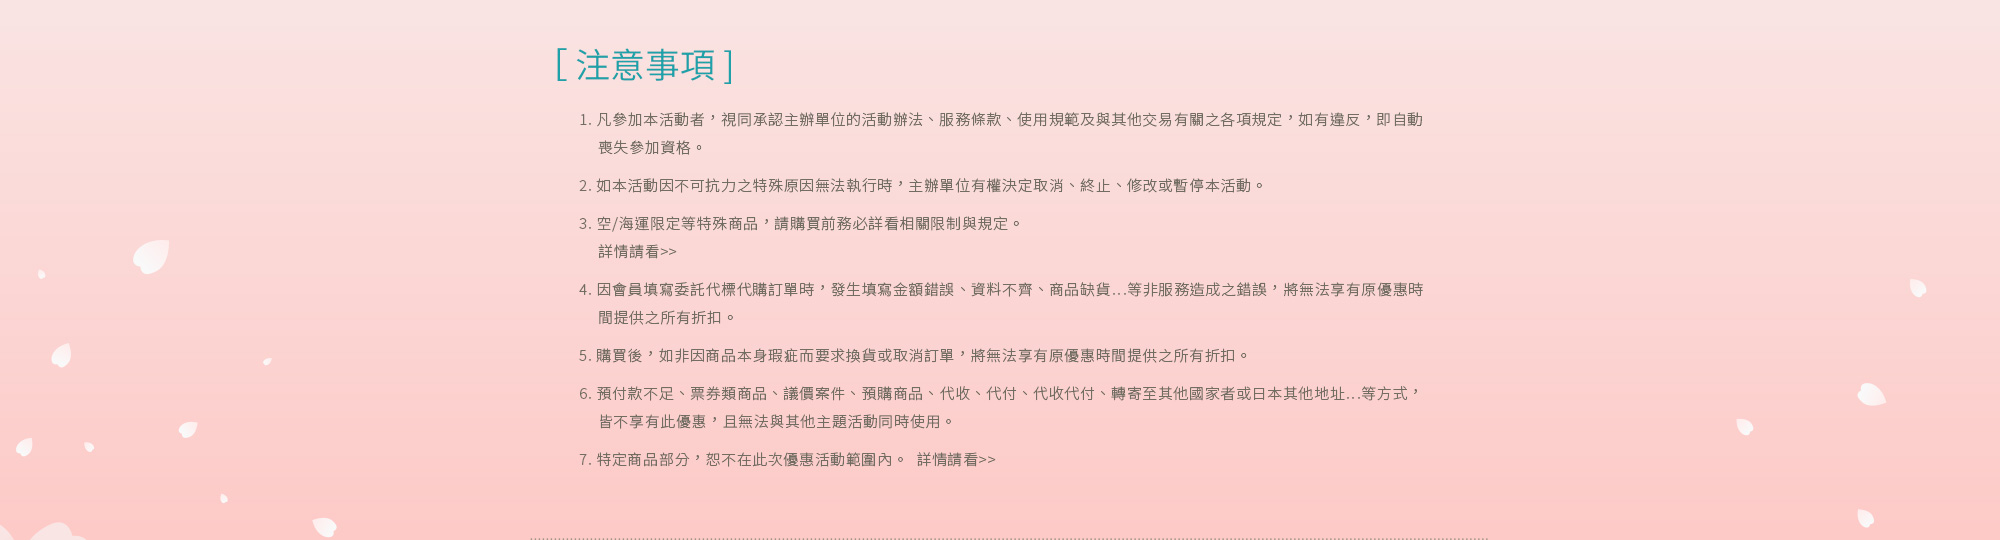 [ 注意事項 ]
1. 凡參加本活動者，視同承認主辦單位的活動辦法、服務條款、使用規範及與其他交易有關之各項規定，如有違反，即自動
喪失參加資格。
2. 如本活動因不可抗力之特殊原因無法執行時，主辦單位有權決定取消、終止、修改或暫停本活動。
3. 空/海運限定等特殊商品，請購買前務必詳看相關限制與規定。
詳情請看>>
4. 因會員填寫委託代標代購訂單時，發生填寫金額錯誤、資料不齊、商品缺貨...等非服務造成之錯誤，將無法享有原優惠時
間提供之所有折扣。
5. 購買後，如非因商品本身瑕疵而要求換貨或取消訂單，將無法享有原優惠時間提供之所有折扣。
6. 預付款不足、票券類商品、議價案件、預購商品、代收、代付、代收代付、轉寄至其他國家者或日本其他地址...等方式，
皆不享有此優惠，且無法與其他主題活動同時使用。
7. 特定商品部分，恕不在此次優惠活動範圍內。 詳情請看>>